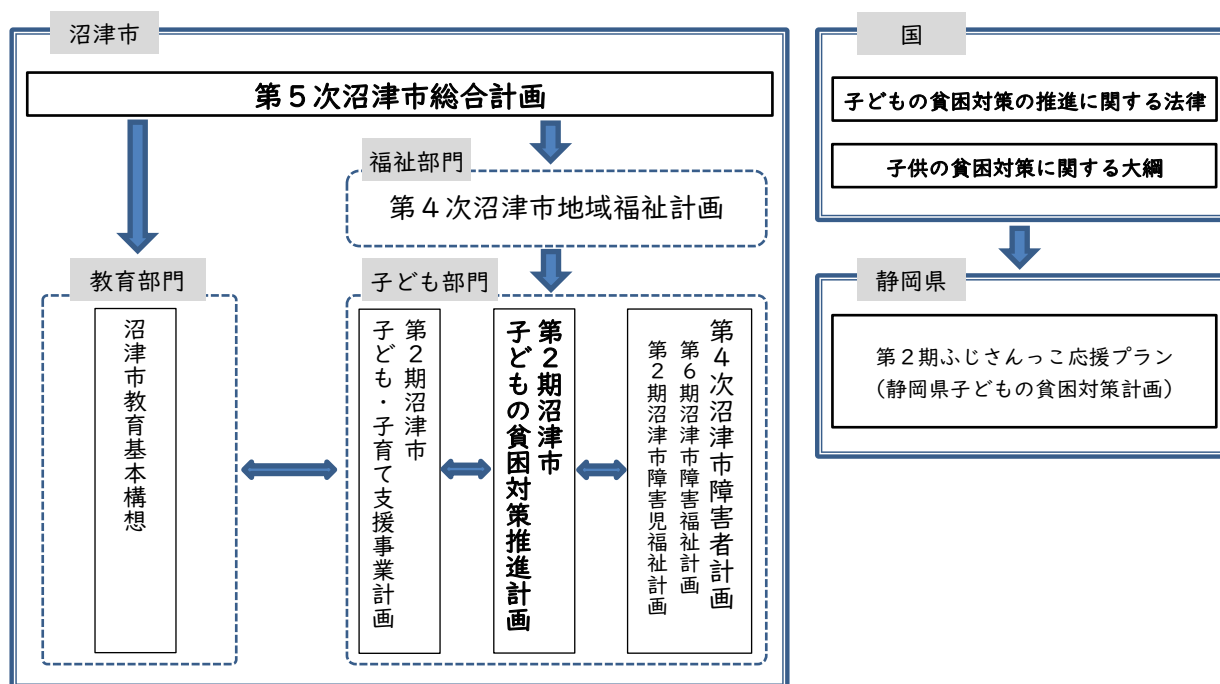 沼津市
第５次沼津市総合計画
福祉部門
第４次沼津市地域福祉計画
教育部門
沼津市教育基本構想
子ども部門
第２期沼津市
子ども・子育て支援事業計画
第２期沼津市
子どもの貧困対策推進計画
第４次沼津市障害者計画
第６期沼津市障害福祉計画
第２期沼津市障害児福祉計画
国
子どもの貧困対策の推進に関する法律
子供の貧困対策に関する大綱
静岡県
第２期ふじさんっこ応援プラン
（静岡県子どもの貧困対策計画）